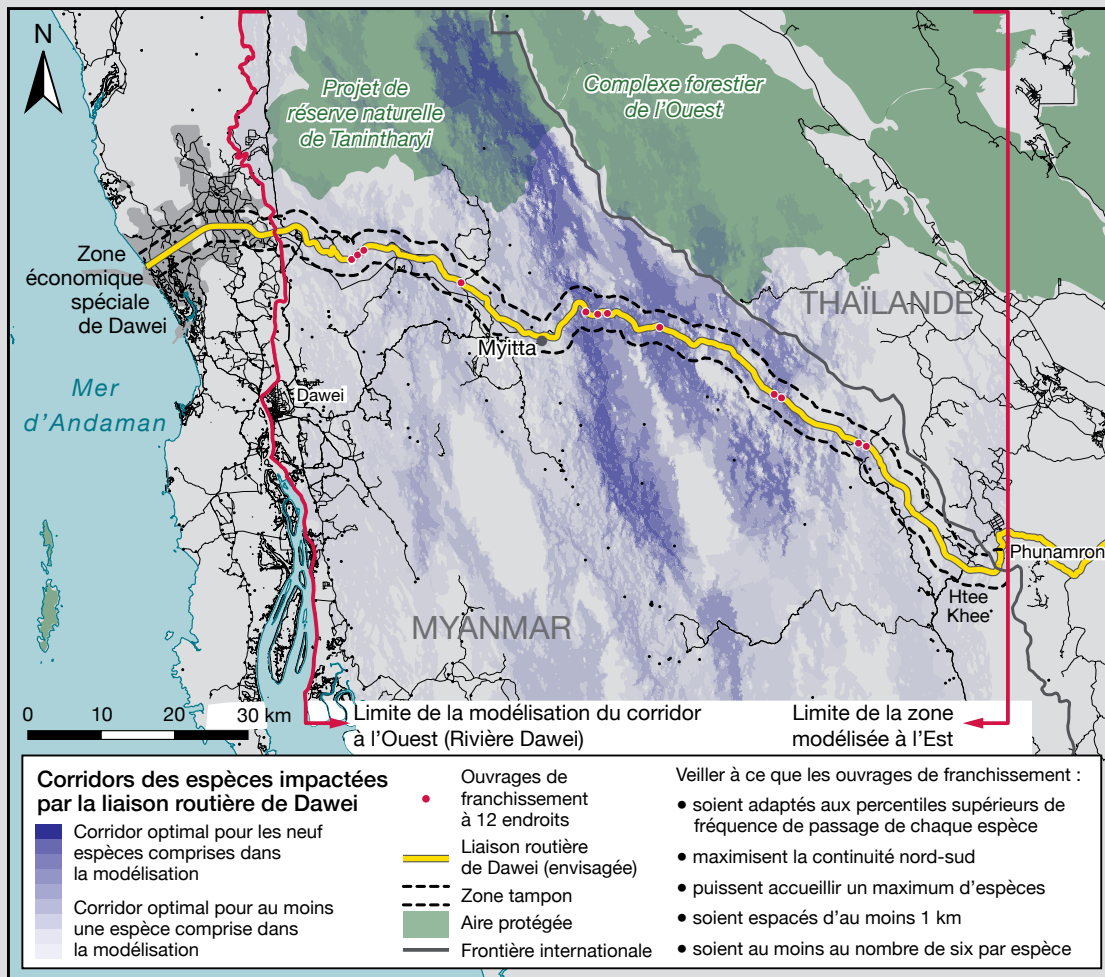 N
Projet de
réserve naturelle
de Tanintharyi
Complexe forestier
de l'Ouest
Zone
économique
spéciale
de Dawei
THAÏLANDE
Myitta
Mer
d'Andaman
Dawei
Phunamron
Htee
Khee
MYANMAR
0 10 20 30 km
Limite de la modélisation du corridor
à l'Ouest (Rivière Dawei)
Limite de la zone
modélisée à l'Est
Corridors des espèces impactées
par la liaison routière de Dawei
Corridor optimal pour les neuf
espèces comprises dans
la modélisation
Corridor optimal pour au moins
une espèce comprise dans
la modélisation
Ouvrages de
franchissement
à 12 endroits
Liaison routière
de Dawei (envisagée)
Zone tampon
Aire protégée
Frontière internationale
Veiller à ce que les ouvrages de franchissement :
• soient adaptés aux percentiles supérieurs de
fréquence de passage de chaque espèce
• maximisent la continuité nord-sud
• puissent accueillir un maximum d'espèces
• soient espacés d'au moins 1 km
• soient au moins au nombre de six par espèce